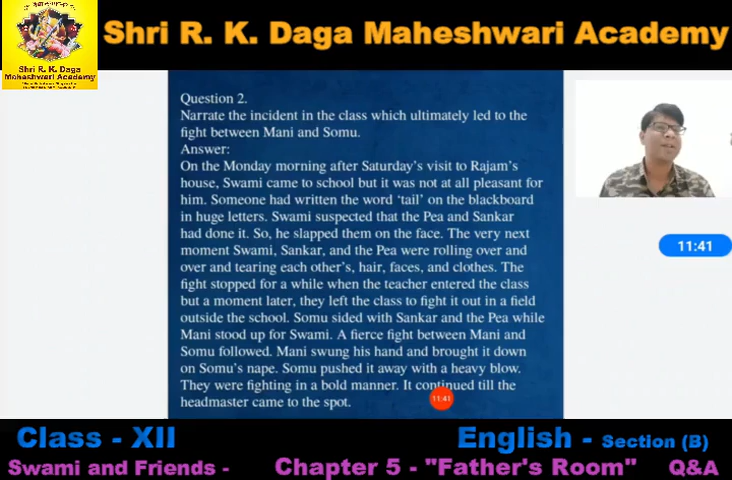 Shri R. K. Daga Maheshwari Academy
Shri R. K. Daga
Maheshwari Academy
Question 2.
Narrate the incident in the class which ultimately led to the
fight between Mani and Somu.
Answer:
On the Monday morning after Saturday's visit to Rajam's
house, Swami came to school but it was not at all pleasant for
him. Someone had written the word 'tail' on the blackboard
in huge letters. Swami suspected that the Pea and Sankar
had done it. So, he slapped them on the face. The very next
moment Swami, Sankar, and the Pea were rolling over and
over and tearing each other's, hair, faces, and clothes. The
fight stopped for a while when the teacher entered the class
but a moment later, they left the class to fight it out in a field
outside the school. Somu sided with Sankar and the Pea while
Mani stood up for Swami. A fierce fight between Mani and
Somu followed. Mani swung his hand and brought it down
on Somu's nape. Somu pushed it away with a heavy blow.
They were fighting in a bold manner. It continued till the
headmaster came to the spot.
11:41
11:41
Class - XII
English - Section (B)
Swami and Friends - Chapter 5 - "Father's Room" Q&A